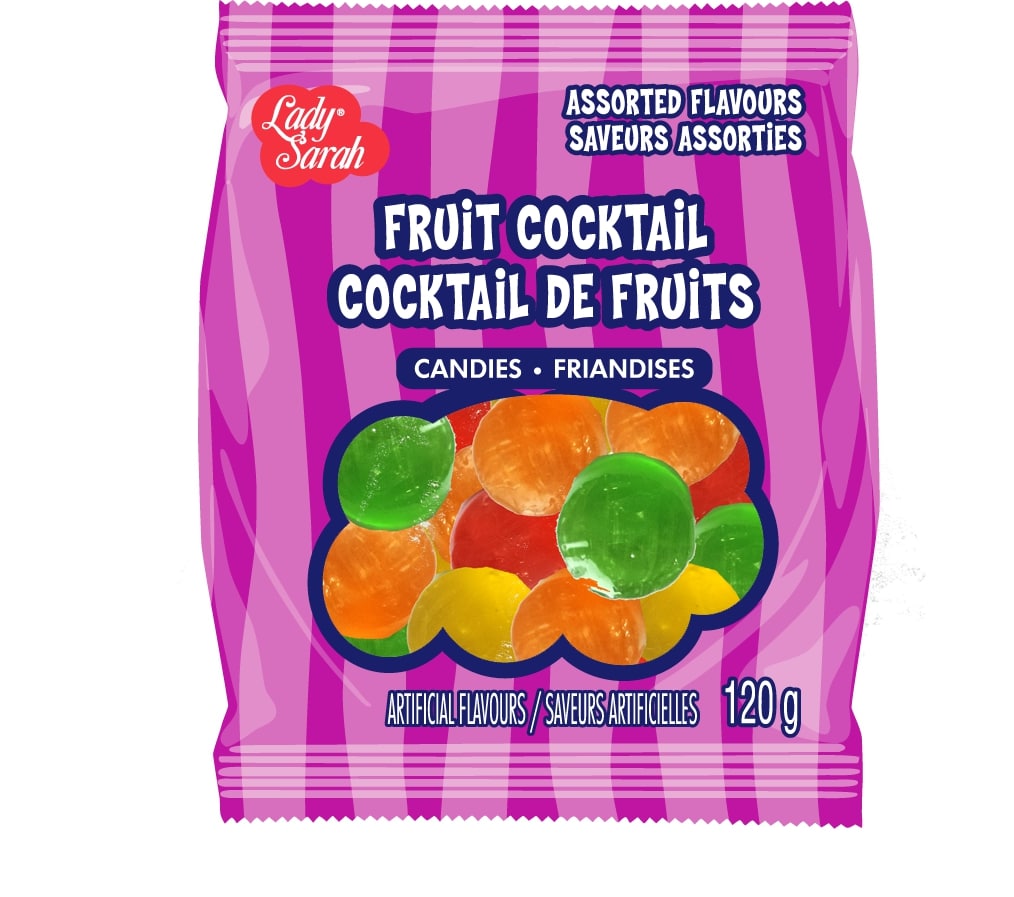 Lady®
Sarah
ASSORTED FLAVOURS
SAVEURS ASSORTiES
FRUiT COCKTAiL
COCKTAiL DE FRUiTS
CANDIES • FRIANDISES
ARTIFICIAL FLAVOURS / SAVEURS ARTIFICIELLES
120 g